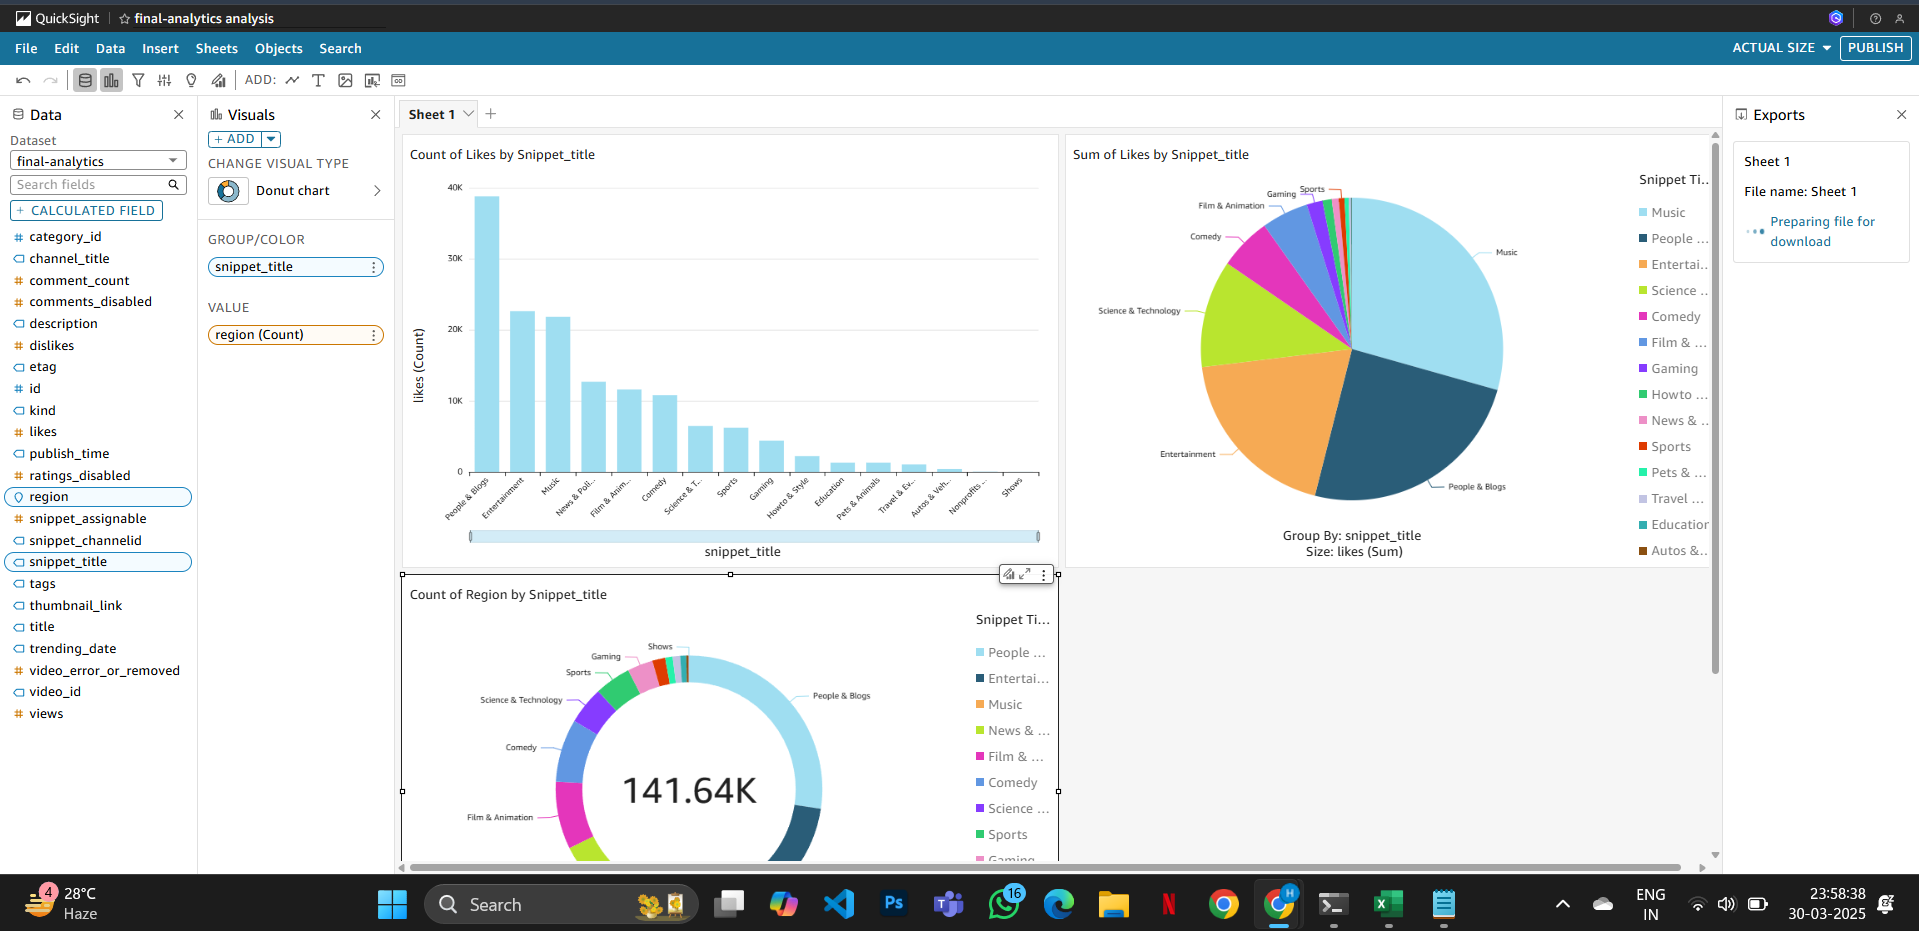 QuickSight
final-analytics analysis
File
Edit
Data
Insert
Sheets
Objects
Search
ACTUAL SIZE
PUBLISH
ADD:
Data
Dataset
final-analytics
Search fields
+ CALCULATED FIELD
category_id
channel_title
comment_count
comments_disabled
description
dislikes
etag
id
kind
likes
publish_time
ratings_disabled
region
snippet_assignable
snippet_channelid
snippet_title
tags
thumbnail_link
title
trending_date
video_error_or_removed
video_id
views
Visuals
+ ADD
CHANGE VISUAL TYPE
Donut chart
GROUP/COLOR
snippet_title
VALUE
region (Count)
Sheet 1
Count of Likes by Snippet_title
40K
30K
20K
10K
0
likes (Count)
People & Blogs
Entertainment
Music
News & Poli...
Film & Anim...
Comedy
Science & T...
Sports
Gaming
Howto & Style
Education
Pets & Animals
Travel & Ev...
Autos & Veh...
Nonprofits ...
Shows
snippet_title
Sum of Likes by Snippet_title
Sports
Gaming
Film & Animation
Comedy
Science & Technology
Entertainment
People & Blogs
Music
Group By: snippet_title
Size: likes (Sum)
Snippet Ti...
Music
People ...
Entertai...
Science ...
Comedy
Film & ...
Gaming
Howto ...
News & ..
Sports
Pets & ...
Travel ...
Education
Autos &..
Count of Region by Snippet_title
Shows
Gaming
Sports
Science & Technology
Comedy
Film & Animation
People & Blogs
141.64K
Snippet Ti...
People ...
Entertai...
Music
News & ...
Film & ...
Comedy
Science ...
Sports
Gaming
Exports
Sheet 1
File name: Sheet 1
Preparing file for
download
4
28°C
Haze
Search
Ps
16
N
H
ENG
IN
23:58:38
30-03-2025